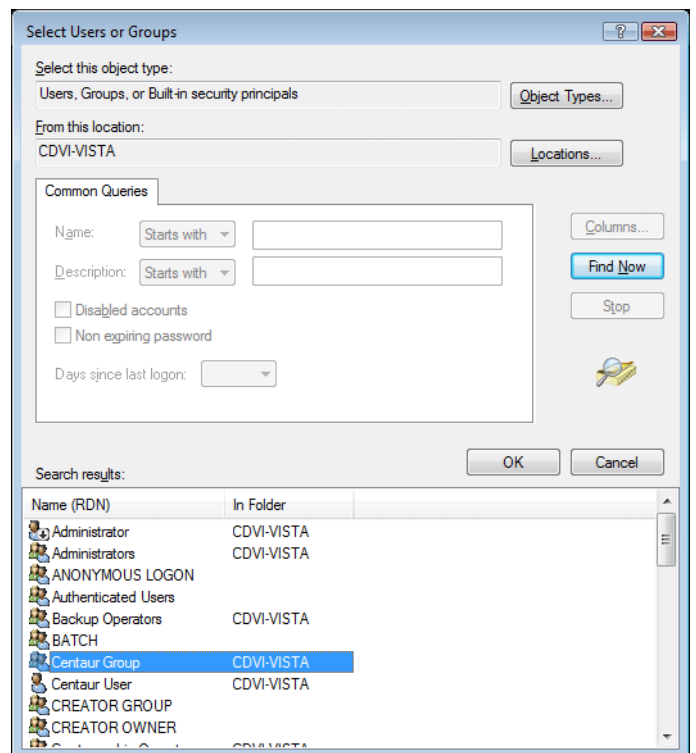 Select Users or Groups
Select this object type:
Users, Groups, or Built-in security principals
Object Types...
From this location:
CDVI-VISTA
Locations...
Common Queries
Name:
Starts with
Columns...
Description:
Starts with
Find Now
Disabled accounts
Stop
Non expiring password
Days since last logon:
OK
Cancel
Search results:
Name (RDN) In Folder
Administrator CDVI-VISTA
Administrators CDVI-VISTA
ANONYMOUS LOGON
Authenticated Users
Backup Operators CDVI-VISTA
BATCH
Centaur Group CDVI-VISTA
Centaur User CDVI-VISTA
CREATOR GROUP
CREATOR OWNER